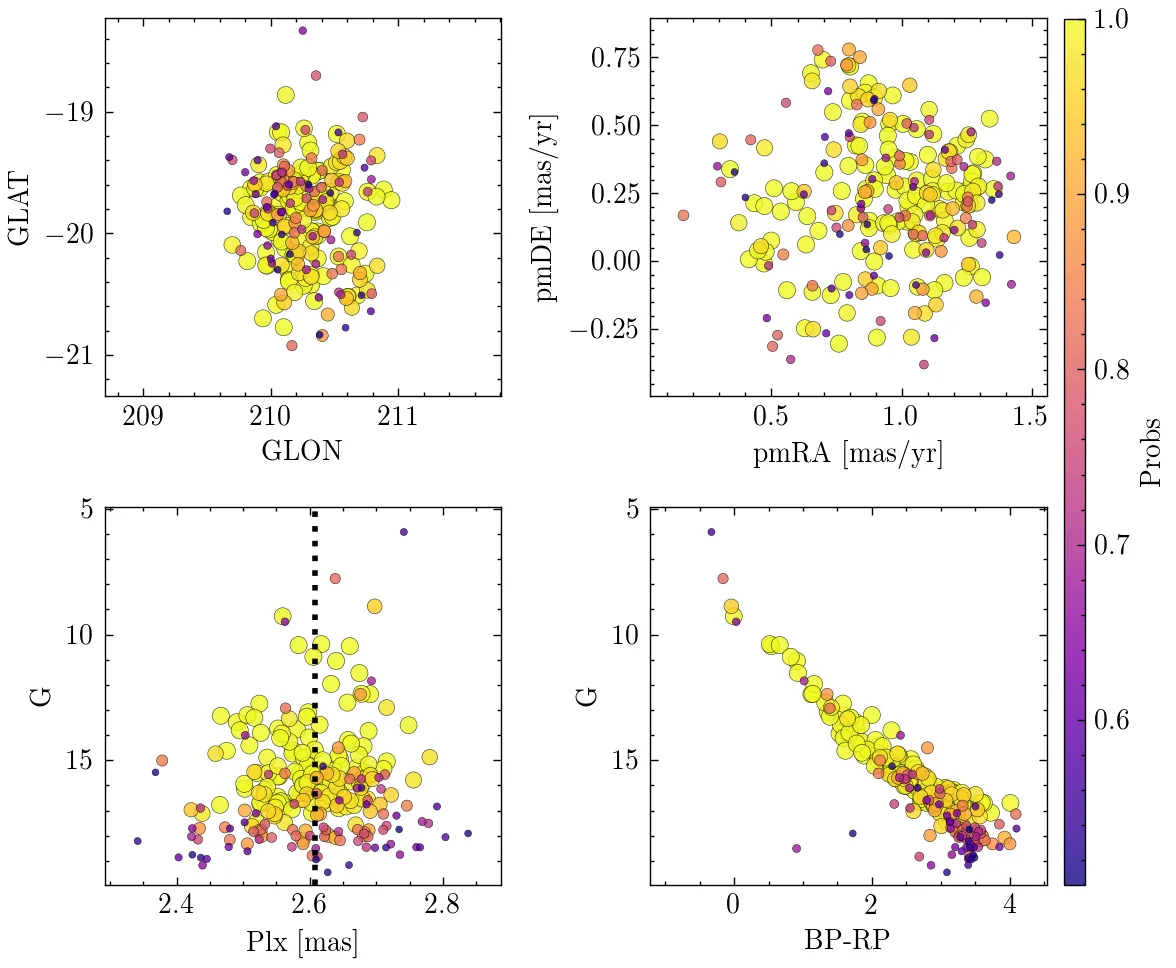 −19
−20
−21
GLAT
209 210 211
GLON
0.75
0.50
0.25
0.00
−0.25
pmDE [mas/yr]
0.5 1.0 1.5
pmRA [mas/yr]
1.0
0.9
0.8
0.7
0.6
Probs
5
10
15
G
2.4 2.6 2.8
Plx [mas]
5
10
15
G
0 2 4
BP-RP